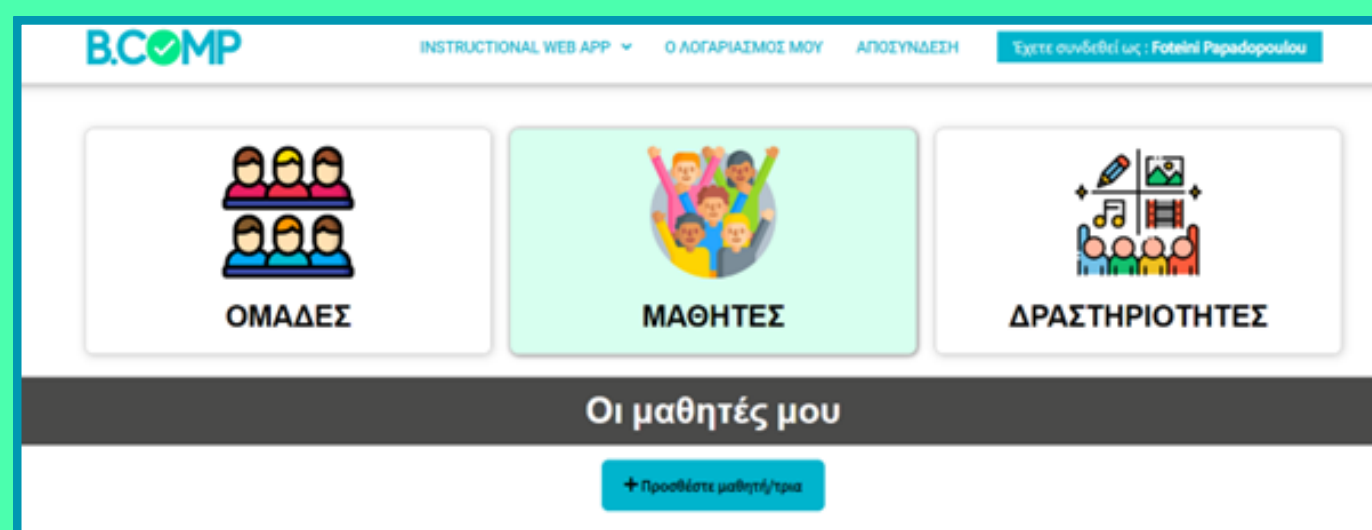 B.COMP
INSTRUCTIONAL WEB APP Ο ΛΟΓΑΡΙΑΣΜΟΣ ΜΟΥ ΑΠΟΣΥΝΔΕΣΗ Έχετε συνδεθεί ως : Foteini Papadopoulou
ΟΜΑΔΕΣ ΜΑΘΗΤΕΣ ΔΡΑΣΤΗΡΙΟΤΗΤΕΣ
Οι μαθητές μου
+ Προσθέστε μαθητή/τρια